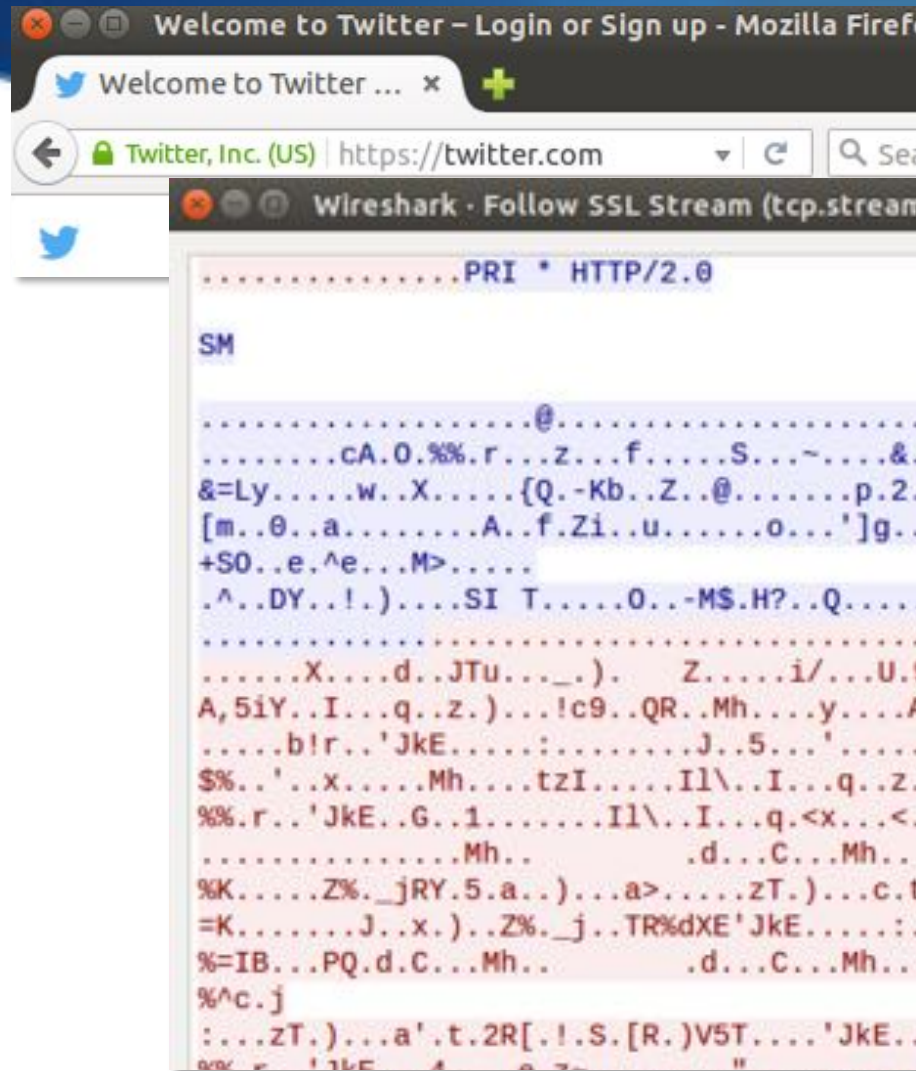 Welcome to Twitter – Login or Sign up - Mozilla Firef
Welcome to Twitter ... ×
Twitter, Inc. (US) https://twitter.com Sea
Wireshark · Follow SSL Stream (tcp.stream
...............PRI * HTTP/2.0
SM
...................@.....................
........cA.O.%%.r...z...f.....S...~....&.
&=Ly.....w..X.....{Q.-Kb..Z..@.......p.2.
[m..0..a.........A..f.Zi..u......o...']g..
+SO..e.^e...M>.....
.^..DY..!.)....SI T.....O..-M$.H?..Q....
.........................................
......X....d..JTu..._.). Z.....i/...U.
A,5iY..I...q..z.)...!c9..QR..Mh....y....A
.....b!r..'JkE.....:........J..5...'.....
$%..'..x.....Mh....tzI.....Il\..I...q..z.
%%.r..'JkE..G..1.......Il\..I...q.<x...<.
...............Mh.. .d...C...Mh..
%K.....Z%._jRY.5.a..)...a>.....zT.)...c.t
=K.......J..x.)..Z%._j..TR%dXE'JkE.....:.
%=IB...PQ.d.C...Mh.. .d...C...Mh..
%^c.j
:...zT.)...a'.t.2R[.!.S.[R.)V5T....'JkE..